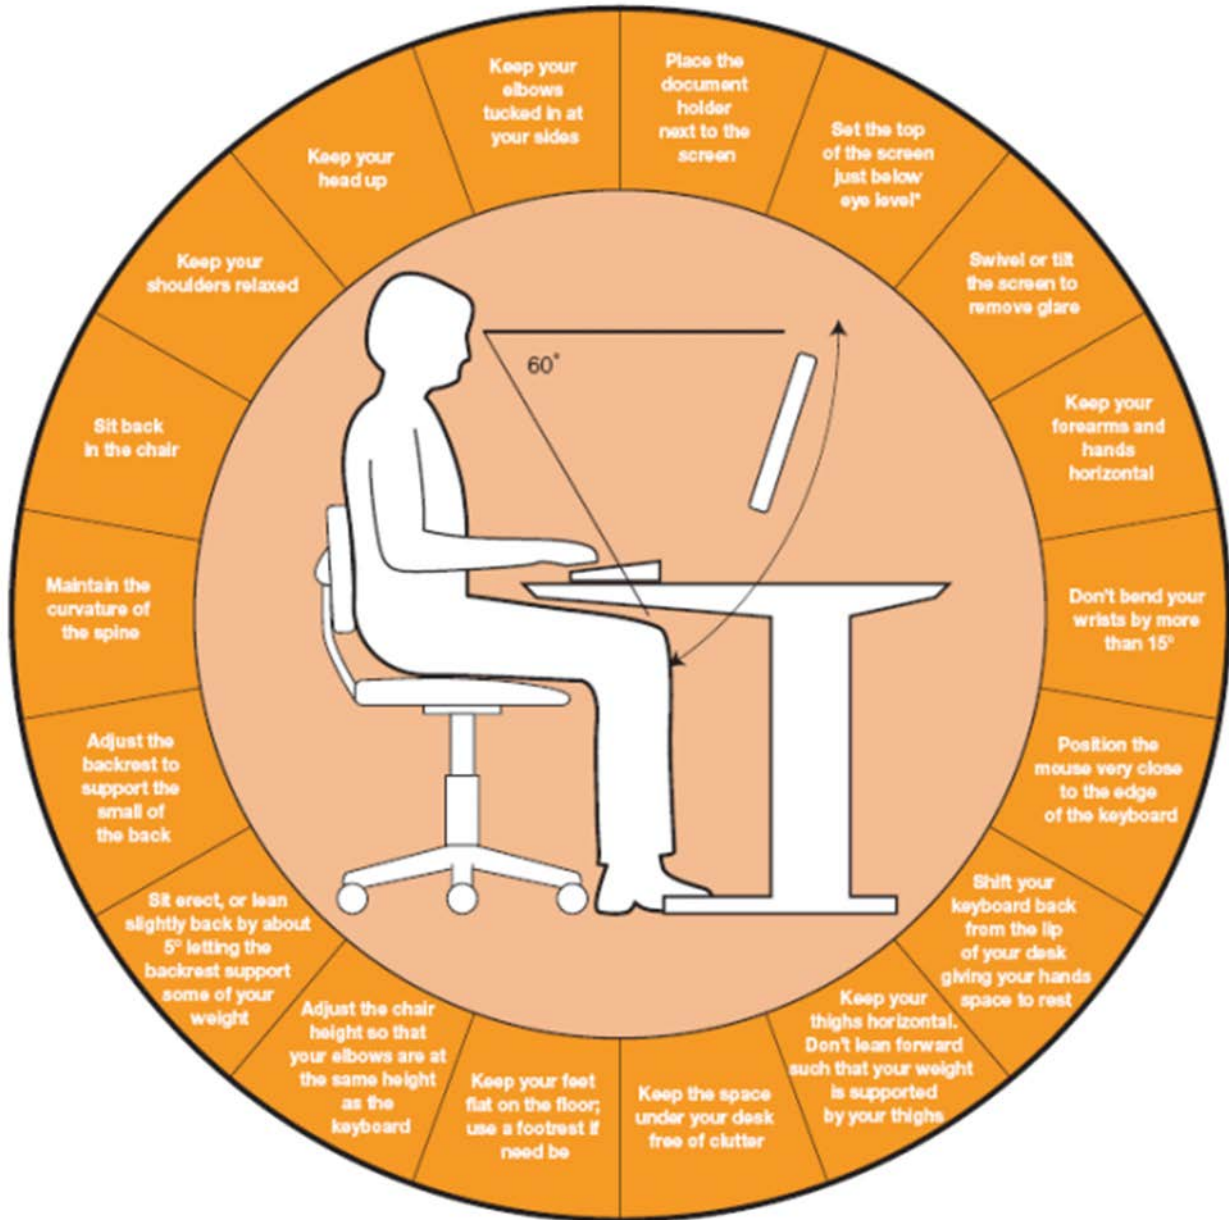 Place the
document
holder
next to the
screen
Set the top
of the screen
just below
eye level*
Swivel or tilt
the screen to
remove glare
Keep your
forearms and
hands
horizontal
Don't bend your
wrists by more
than 15°
Position the
mouse very close
to the edge
of the keyboard
Shift your
keyboard back
from the lip
of your desk
giving your hands
space to rest
Keep your
thighs horizontal.
Don't lean forward
such that your weight
is supported
by your thighs
Keep the space
under your desk
free of clutter
Keep your feet
flat on the floor;
use a footrest if
need be
Adjust the chair
height so that
your elbows are at
the same height
as the
keyboard
Sit erect, or lean
slightly back by about
5° letting the
backrest support
some of your
weight
Adjust the
backrest to
support the
small of
the back
Maintain the
curvature of
the spine
Sit back
in the chair
Keep your
shoulders relaxed
Keep your
head up
Keep your
elbows
tucked in at
your sides
60°